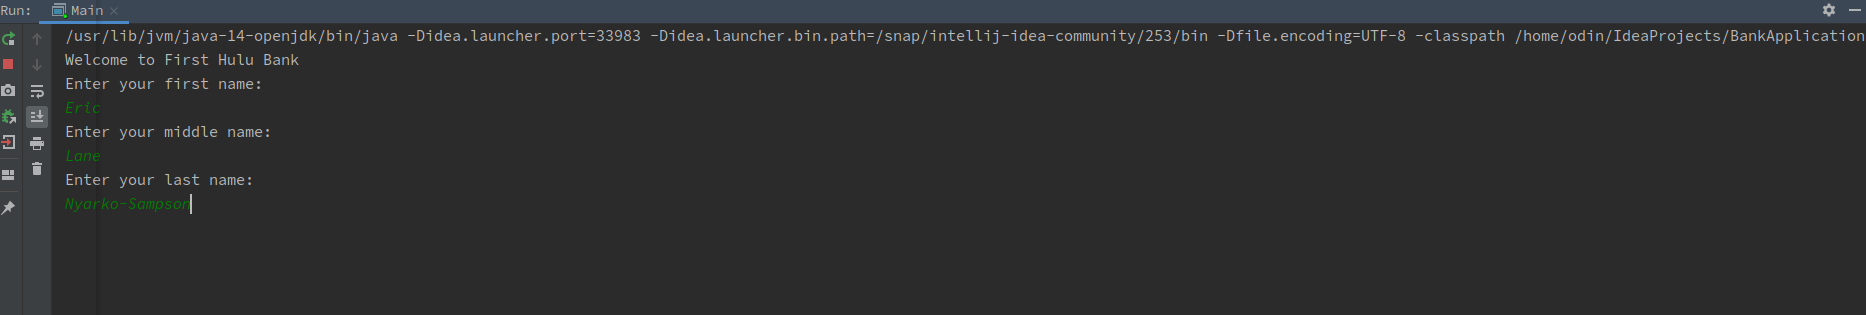 Run: Main
/usr/lib/jvm/java-14-openjdk/bin/java -Didea.launcher.port=33983 -Didea.launcher.bin.path=/snap/intellij-idea-community/253/bin -Dfile.encoding=UTF-8 -classpath /home/odin/IdeaProjects/BankApplication
Welcome to First Hulu Bank
Enter your first name:
Eric
Enter your middle name:
Lane
Enter your last name:
Nyarko-Sampson